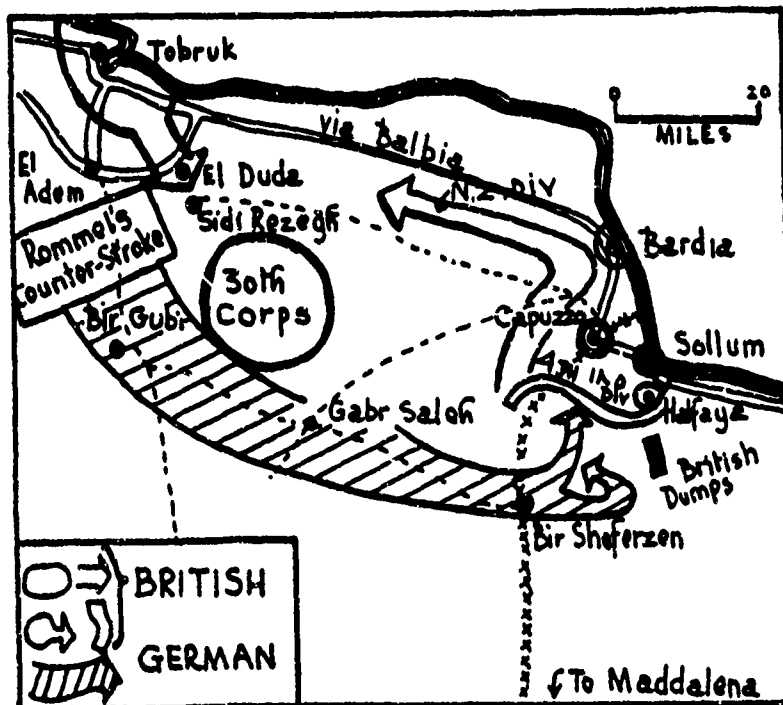 Tobruk
0 20
MILES
Via Balbia
El
Adem
El Duda
N.Z. DIV
Sidi Rezegh
Bardia
Rommel's
Counter-Stroke
30th
Corps
Capuzzo
Sollum
Bir Gubi
4TH IND
DIV
Halfaya
Gabr Saleh
British
Dumps
Bir Sheferzen
BRITISH
GERMAN
To Maddalena